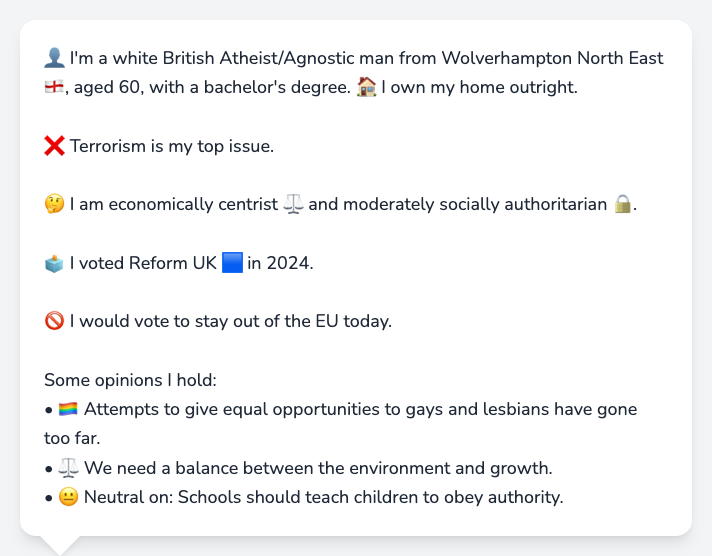 👤 I'm a white British Atheist/Agnostic man from Wolverhampton North East
🏴󠁧󠁢󠁥󠁮󠁧󠁿, aged 60, with a bachelor's degree. 🏠 I own my home outright.
❌ Terrorism is my top issue.
🤔 I am economically centrist ⚖️ and moderately socially authoritarian 🔒.
🗳️ I voted Reform UK 🟦 in 2024.
🚫 I would vote to stay out of the EU today.
Some opinions I hold:
• 🏳️‍🌈 Attempts to give equal opportunities to gays and lesbians have gone
too far.
• ⚖️ We need a balance between the environment and growth.
• 😐 Neutral on: Schools should teach children to obey authority.